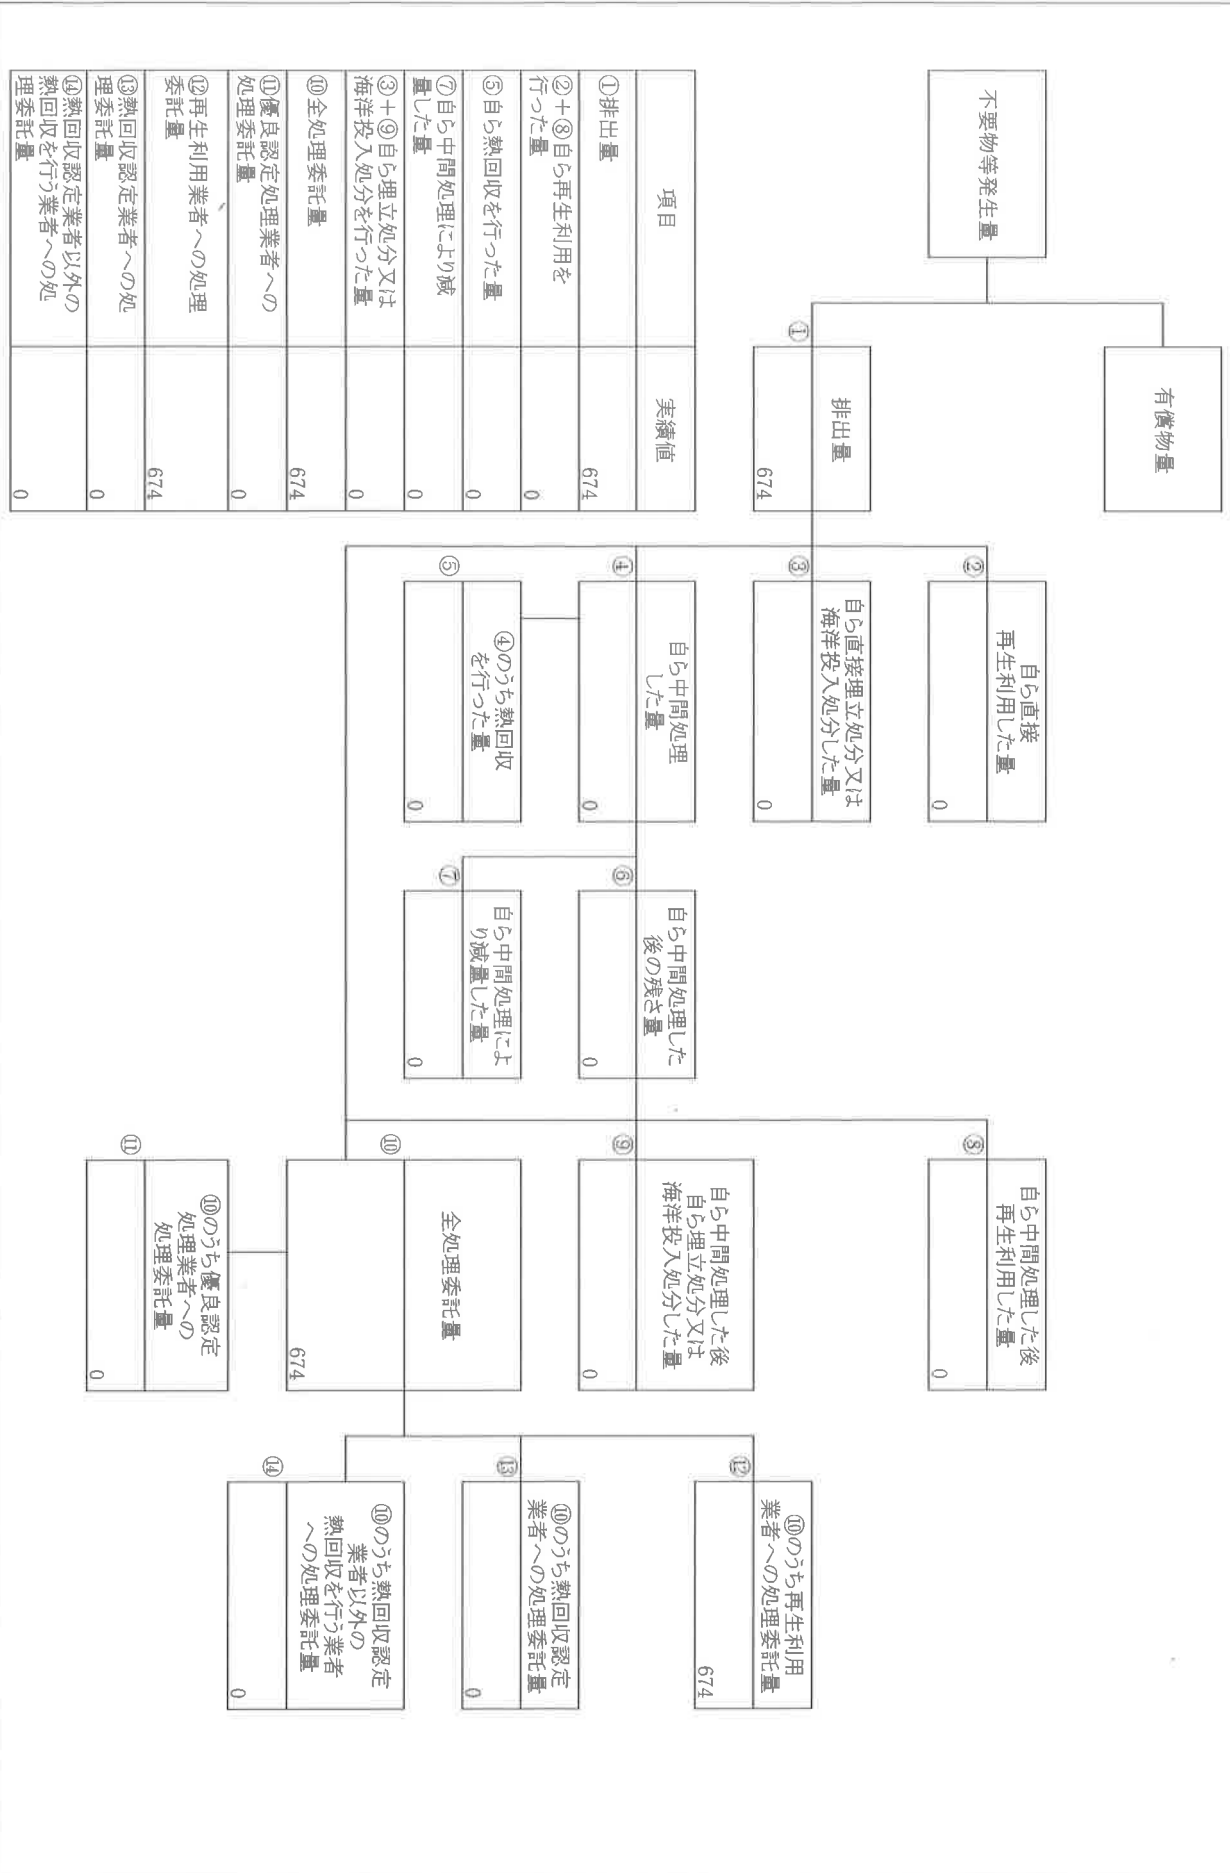 有償物量
不要物等発生量
①
排出量
674
②
自ら直接
再生利用した量
0
③
自ら直接埋立処分又は
海洋投入処分した量
0
④
自ら中間処理
した量
0
⑤
④のうち熱回収
を行った量
0
⑥
自ら中間処理した
後の残さ量
0
⑦
自ら中間処理によ
り減量した量
0
⑧
自ら中間処理した後
再生利用した量
0
⑨
自ら中間処理した後
自ら埋立処分又は
海洋投入処分した量
0
⑩
全処理委託量
674
⑪
⑩のうち優良認定
処理業者への
処理委託量
0
⑫
⑩のうち再生利用
業者への処理委託量
674
⑬
⑩のうち熱回収認定
業者への処理委託量
0
⑭
⑩のうち熱回収認定
業者以外の
熱回収を行う業者
への処理委託量
0
項目
実績値
①排出量
674
②+⑧自ら再生利用を
行った量
0
⑤自ら熱回収を行った量
0
⑦自ら中間処理により減
量した量
0
③+⑨自ら埋立処分又は
海洋投入処分を行った量
0
⑩全処理委託量
674
⑪優良認定処理業者への
処理委託量
0
⑫再生利用業者への処理
委託量
674
⑬熱回収認定業者への処
理委託量
0
⑭熱回収認定業者以外の
熱回収を行う業者への処
理委託量
0